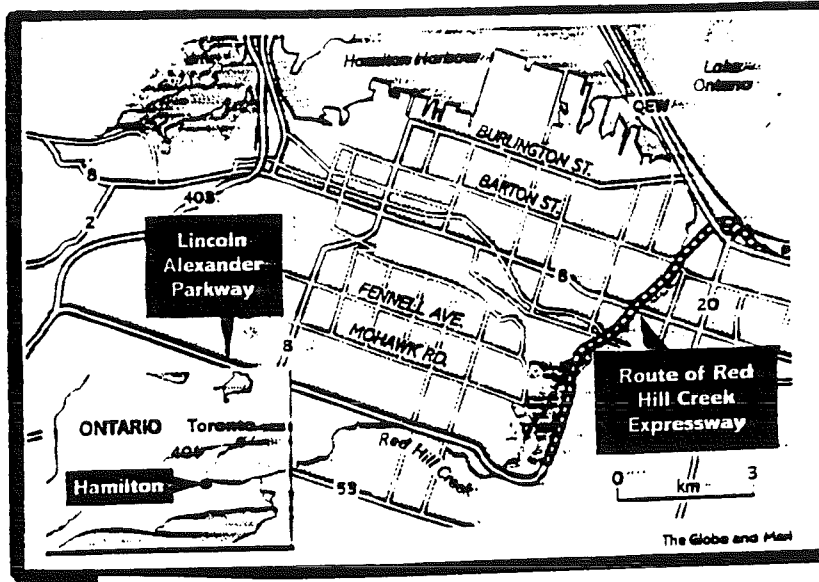 Hamilton Harbour
Lake
Ontario
QEW
BURLINGTON ST.
BARTON ST.
8
403
2
Lincoln
Alexander
Parkway
FENNELL AVE.
MOHAWK RD.
8
8
20
Route of Red
Hill Creek
Expressway
ONTARIO Toronto
401
Hamilton
Red Hill Creek
53
0 3
km
The Globe and Mail